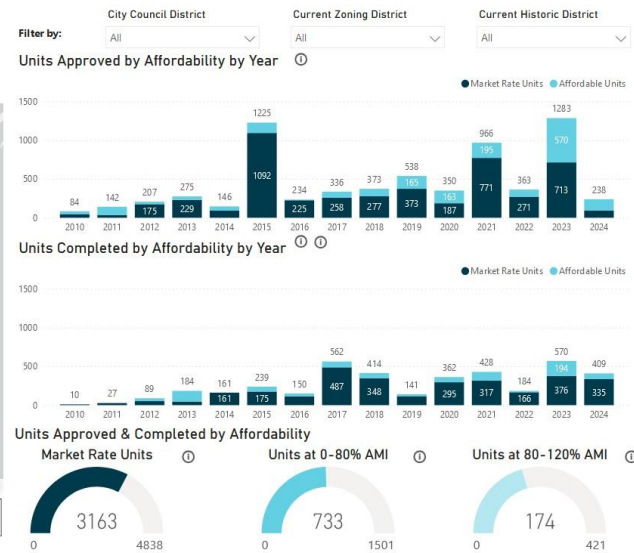 City Council District Current Zoning District Current Historic District
Filter by: All All All
Units Approved by Affordability by Year
Market Rate Units Affordable Units
1500
1000
500
0
84 142 207 275 146 1225 234 336 373 538 350 966 363 1283 238
195 570
165 163
1092 771 713
175 229 225 258 277 373 187 271
2010 2011 2012 2013 2014 2015 2016 2017 2018 2019 2020 2021 2022 2023 2024
Units Completed by Affordability by Year
Market Rate Units Affordable Units
1500
1000
500
0
10 27 89 184 161 239 150 562 414 141 362 428 184 570 409
194
161 175 487 348 295 317 166 376 335
2010 2011 2012 2013 2014 2015 2016 2017 2018 2019 2020 2021 2022 2023 2024
Units Approved & Completed by Affordability
Market Rate Units Units at 0-80% AMI Units at 80-120% AMI
3163 733 174
0 4838 0 1501 0 421